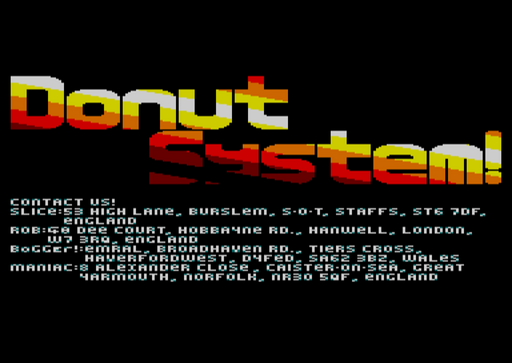 Donut
System!
CONTACT US!
SLICE:53 HIGH LANE, BURSLEM, S-O-T, STAFFS, ST6 7DF,
ENGLAND
ROB:68 DEE COURT, HOBBAYNE RD., HANWELL, LONDON,
W7 3RQ, ENGLAND
BOGGER!:EMRAL, BROADHAVEN RD., TIERS CROSS,
HAVERFORDWEST, DYFED, SA62 3BZ, WALES
MANIAC:8 ALEXANDER CLOSE, CAISTER-ON-SEA, GREAT
YARMOUTH, NORFOLK, NR30 5QF, ENGLAND